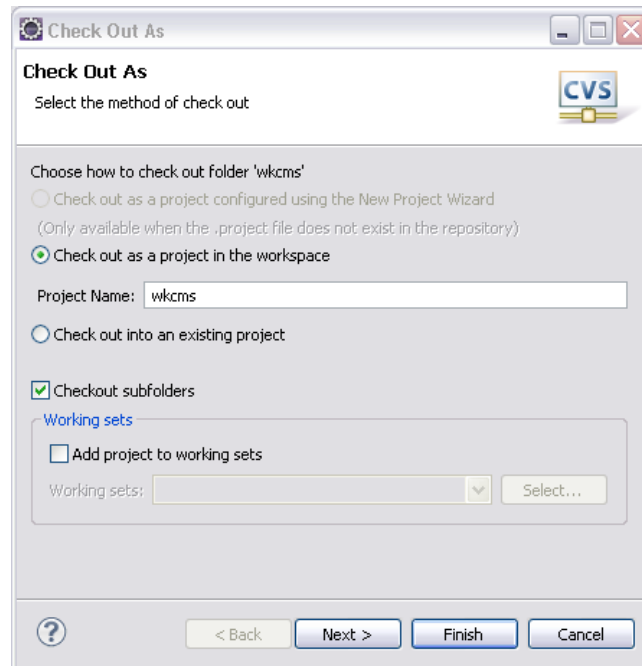 Check Out As
Check Out As
Select the method of check out
CVS
Choose how to check out folder 'wkcms'
Check out as a project configured using the New Project Wizard
(Only available when the .project file does not exist in the repository)
Check out as a project in the workspace
Project Name: wkcms
Check out into an existing project
Checkout subfolders
Working sets
Add project to working sets
Working sets: Select...
? < Back Next > Finish Cancel